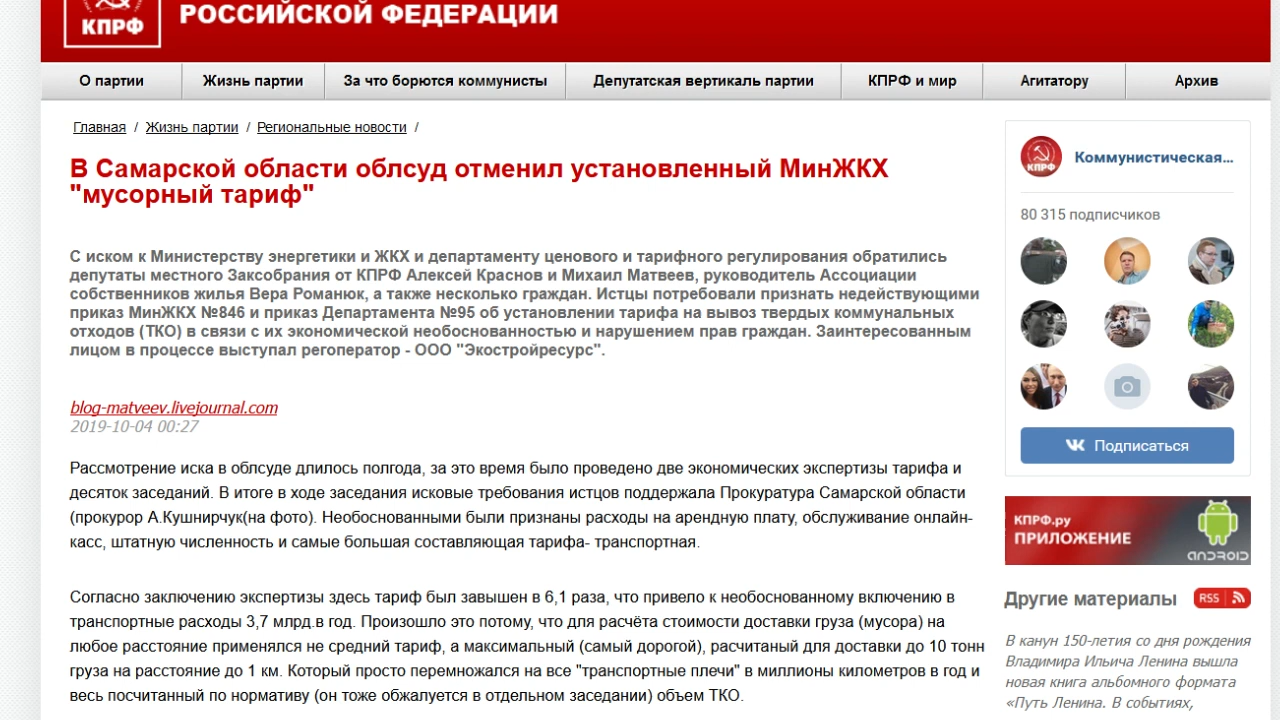 РОССИЙСКОЙ ФЕДЕРАЦИИ
КПРФ
О партии
Жизнь партии
За что борются коммунисты
Депутатская вертикаль партии
КПРФ и мир
Агитатору
Архив
Главная / Жизнь партии / Региональные новости /
В Самарской области облсуд отменил установленный МинЖКХ
"мусорный тариф"
С иском к Министерству энергетики и ЖКХ и департаменту ценового и тарифного регулирования обратились
депутаты местного Заксобрания от КПРФ Алексей Краснов и Михаил Матвеев, руководитель Ассоциации
собственников жилья Вера Романюк, а также несколько граждан. Истцы потребовали признать недействующими
приказ МинЖКХ №846 и приказ Департамента №95 об установлении тарифа на вывоз твердых коммунальных
отходов (ТКО) в связи с их экономической необоснованностью и нарушением прав граждан. Заинтересованным
лицом в процессе выступал регоператор - ООО "Экостройресурс".
blog-matveev.livejournal.com
2019-10-04 00:27
Рассмотрение иска в облсуде длилось полгода, за это время было проведено две экономических экспертизы тарифа и
десяток заседаний. В итоге в ходе заседания исковые требования истцов поддержала Прокуратура Самарской области
(прокурор А.Кушнирчук(на фото). Необоснованными были признаны расходы на арендную плату, обслуживание онлайн-
касс, штатную численность и самые большая составляющая тарифа- транспортная.
Согласно заключению экспертизы здесь тариф был завышен в 6,1 раза, что привело к необоснованному включению в
транспортные расходы 3,7 млрд.в год. Произошло это потому, что для расчёта стоимости доставки груза (мусора) на
любое расстояние применялся не средний тариф, а максимальный (самый дорогой), расчитаный для доставки до 10 тонн
груза на расстояние до 1 км. Который просто перемножался на все "транспортные плечи" в миллионы километров в год и
весь посчитанный по нормативу (он тоже обжалуется в отдельном заседании) объем ТКО.
КПРФ
Коммунистическая...
80 315 подписчиков
Подписаться
КПРФ.ру
ПРИЛОЖЕНИЕ
ANDROID
Другие материалы
RSS
В канун 150-летия со дня рождения
Владимира Ильича Ленина вышла
новая книга альбомного формата
«Путь Ленина. В событиях,